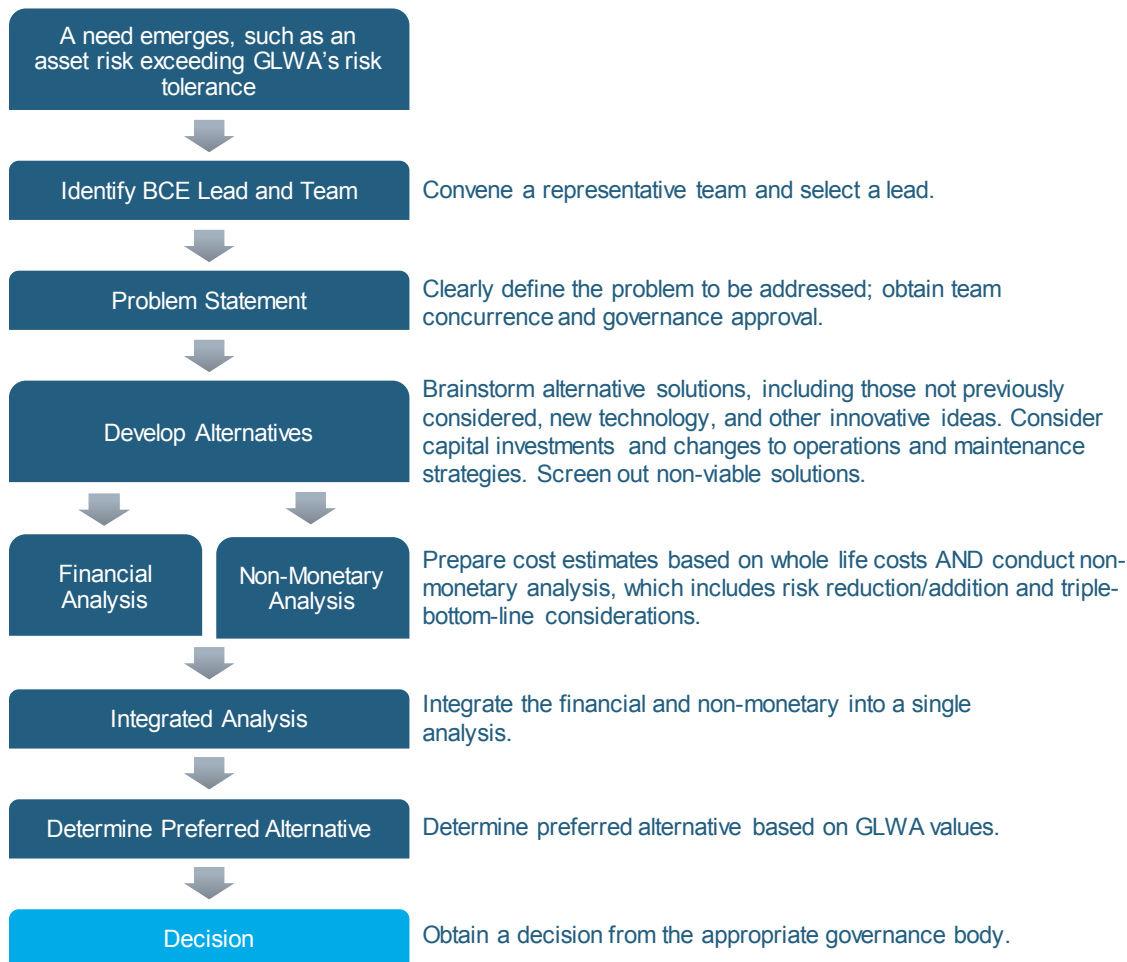 A need emerges, such as an
asset risk exceeding GLWA's risk
tolerance
Identify BCE Lead and Team
Convene a representative team and select a lead.
Problem Statement
Clearly define the problem to be addressed; obtain team
concurrence and governance approval.
Develop Alternatives
Brainstorm alternative solutions, including those not previously
considered, new technology, and other innovative ideas. Consider
capital investments and changes to operations and maintenance
strategies. Screen out non-viable solutions.
Financial
Analysis
Non-Monetary
Analysis
Prepare cost estimates based on whole life costs AND conduct non-
monetary analysis, which includes risk reduction/addition and triple-
bottom-line considerations.
Integrated Analysis
Integrate the financial and non-monetary into a single
analysis.
Determine Preferred Alternative
Determine preferred alternative based on GLWA values.
Decision
Obtain a decision from the appropriate governance body.